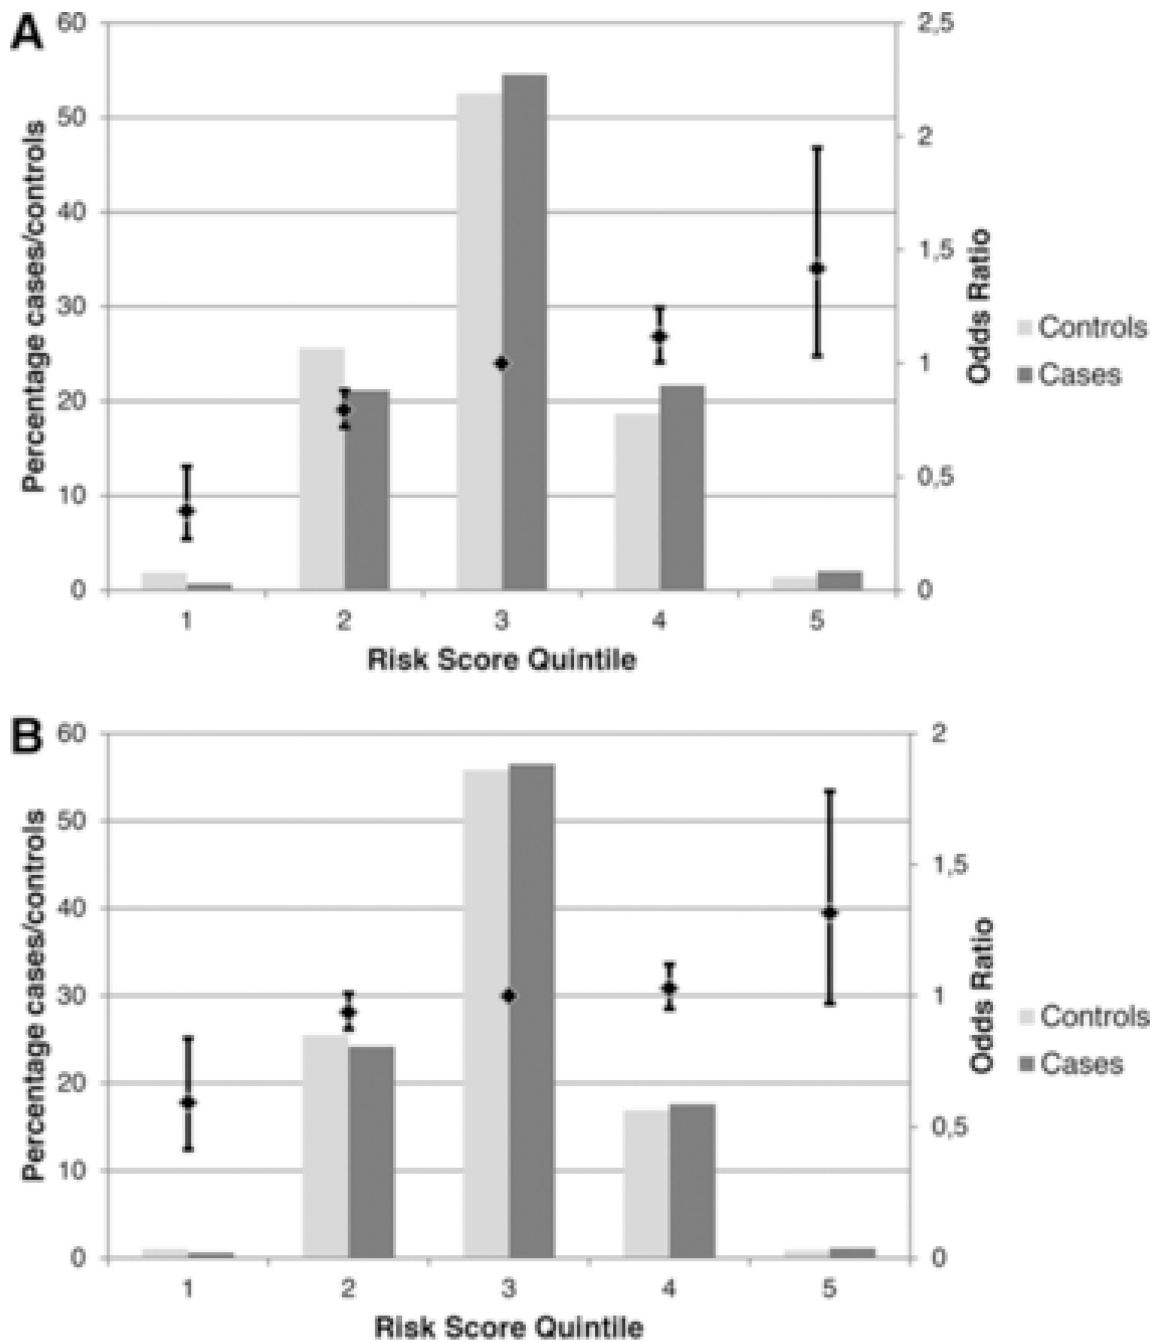 A
60
50
40
30
20
10
0
Percentage cases/controls
2,5
2
1,5
1
0,5
0
Odds Ratio
1 2 3 4 5
Risk Score Quintile
Controls
Cases
B
60
50
40
30
20
10
0
Percentage cases/controls
2
1,5
1
0,5
0
Odds Ratio
1 2 3 4 5
Risk Score Quintile
Controls
Cases